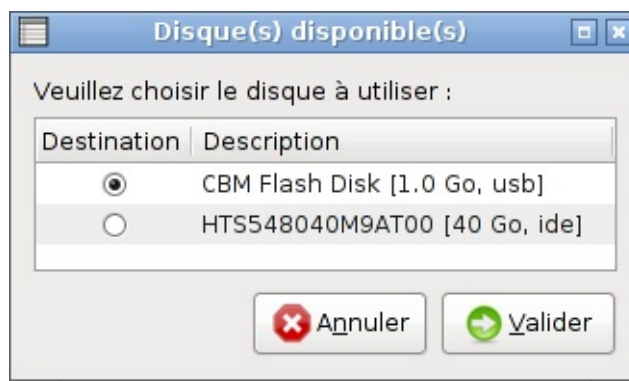 Disque(s) disponible(s)
Veuillez choisir le disque à utiliser :
Destination Description
CBM Flash Disk [1.0 Go, usb]
HTS548040M9AT00 [40 Go, ide]
Annuler Valider